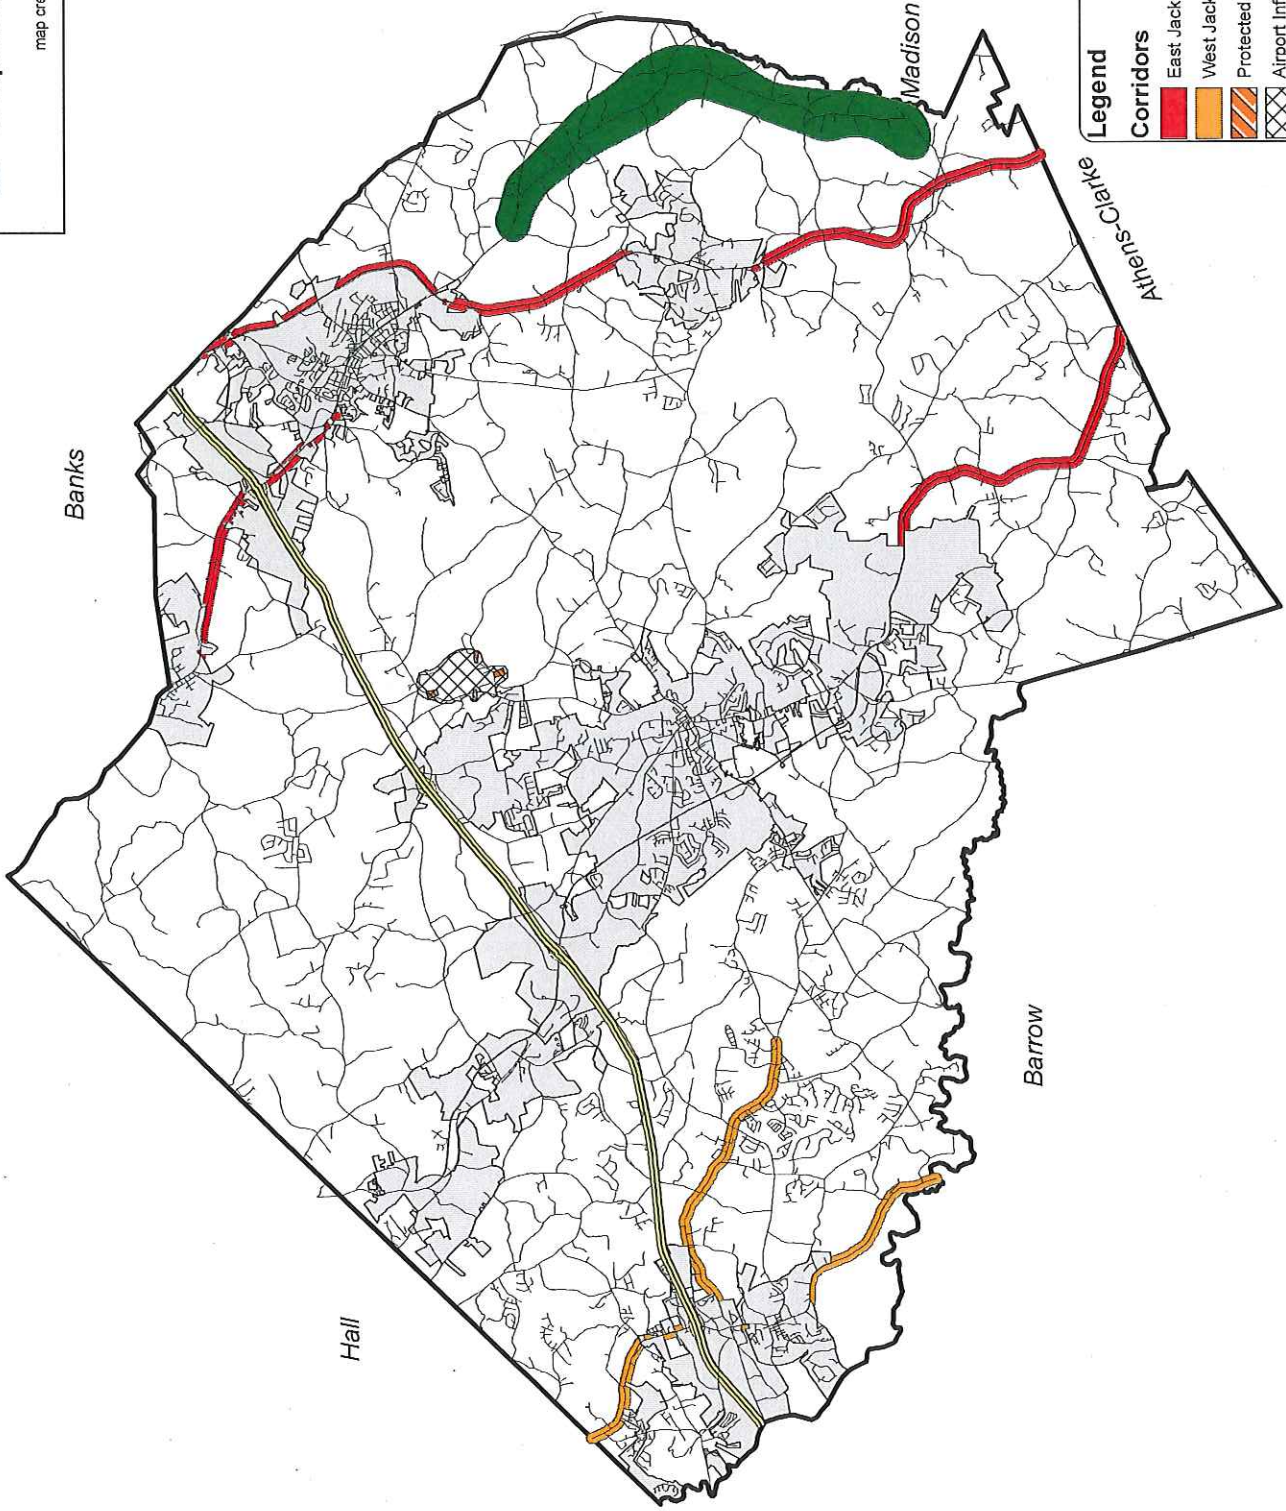 map cre
Banks
Madison
Hall
Athens-Clarke
Barrow
Legend
Corridors
East Jack
West Jack
Protected
Airport Inf